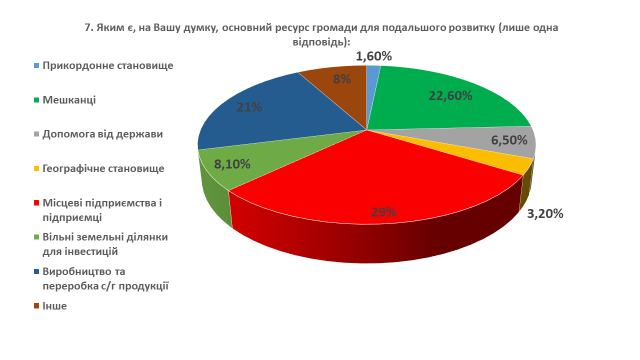 7. Яким є, на Вашу думку, основний ресурс громади для подальшого розвитку (лише одна
відповідь):
Прикордонне становище
Мешканці
Допомога від держави
Географічне становище
Місцеві підприємства і
підприємці
Вільні земельні ділянки
для інвестицій
Виробництво та
переробка с/г продукції
Інше
1,60%
22,60%
6,50%
3,20%
29%
8,10%
21%
8%